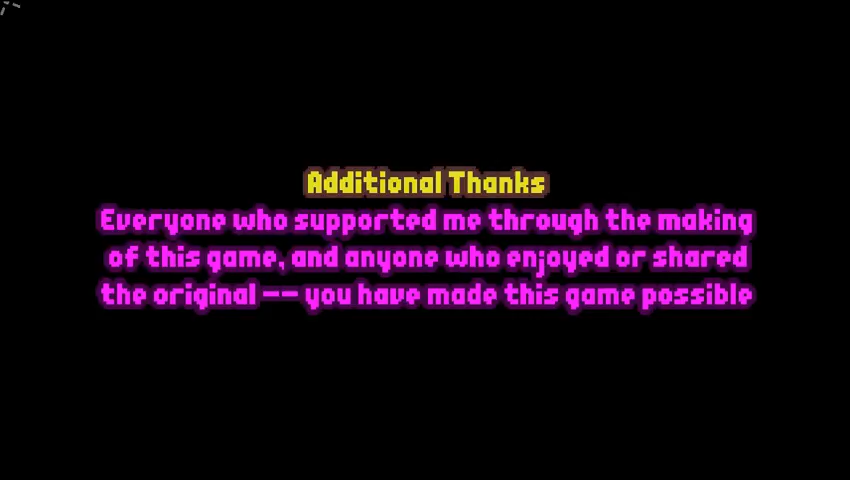 Additional Thanks
Everyone who supported me through the making
of this game, and anyone who enjoyed or shared
the original -- you have made this game possible